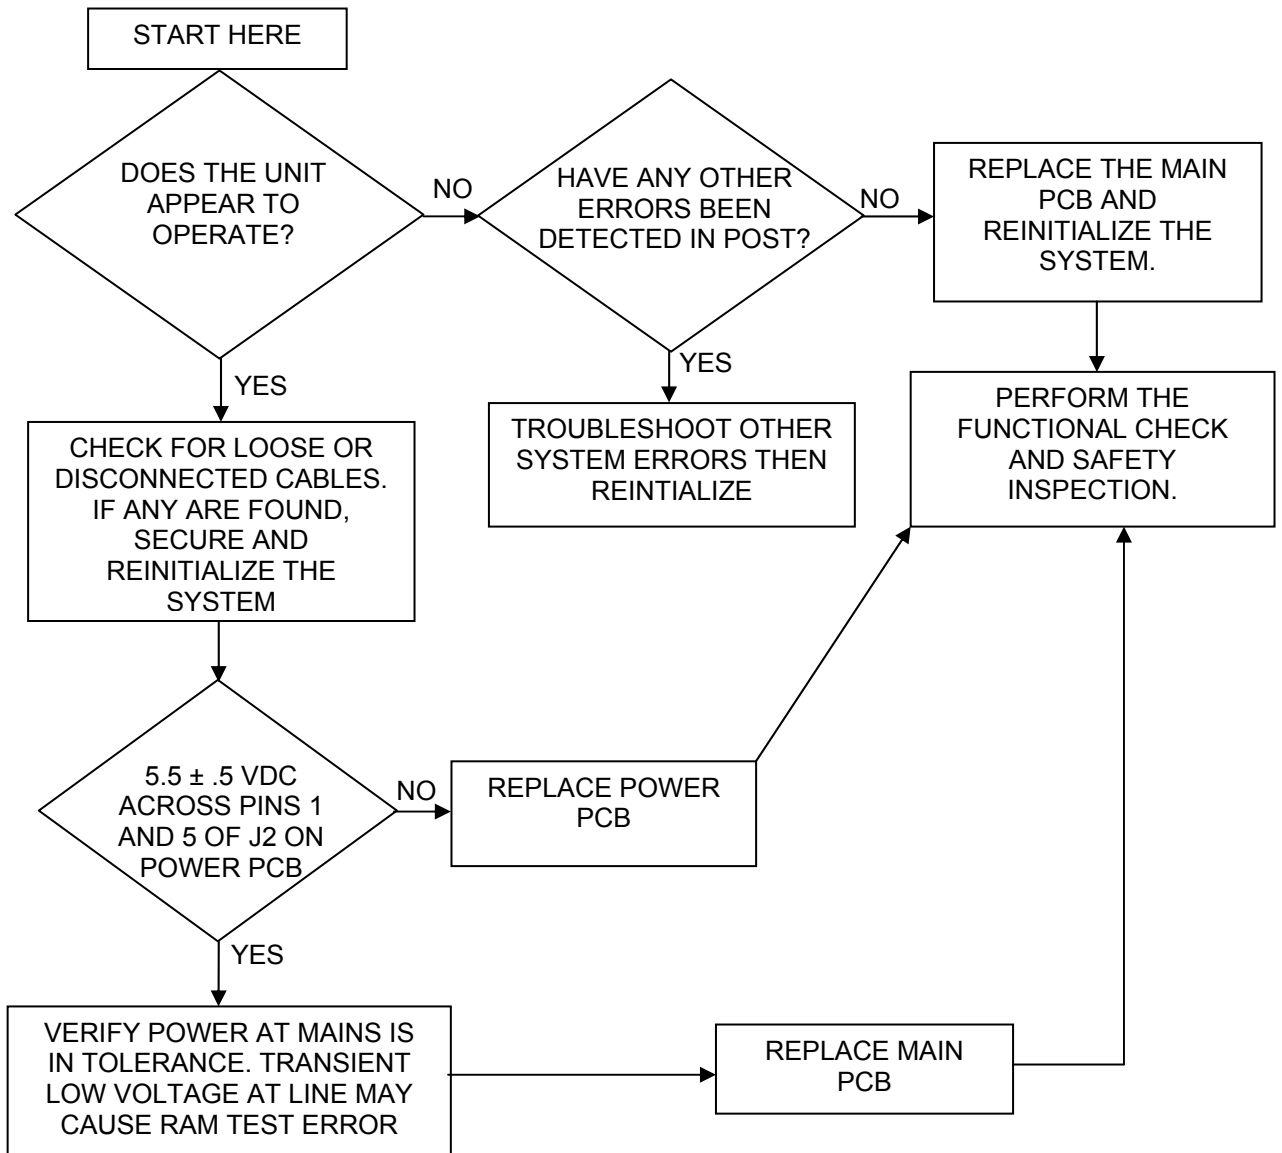 START HERE
DOES THE UNIT
APPEAR TO
OPERATE?
NO
HAVE ANY OTHER
ERRORS BEEN
DETECTED IN POST?
NO
REPLACE THE MAIN
PCB AND
REINITIALIZE THE
SYSTEM.
YES
YES
CHECK FOR LOOSE OR
DISCONNECTED CABLES.
IF ANY ARE FOUND,
SECURE AND
REINITIALIZE THE
SYSTEM
TROUBLESHOOT OTHER
SYSTEM ERRORS THEN
REINTIALIZE
PERFORM THE
FUNCTIONAL CHECK
AND SAFETY
INSPECTION.
5.5 ± .5 VDC
ACROSS PINS 1
AND 5 OF J2 ON
POWER PCB
NO
REPLACE POWER
PCB
YES
VERIFY POWER AT MAINS IS
IN TOLERANCE. TRANSIENT
LOW VOLTAGE AT LINE MAY
CAUSE RAM TEST ERROR
REPLACE MAIN
PCB